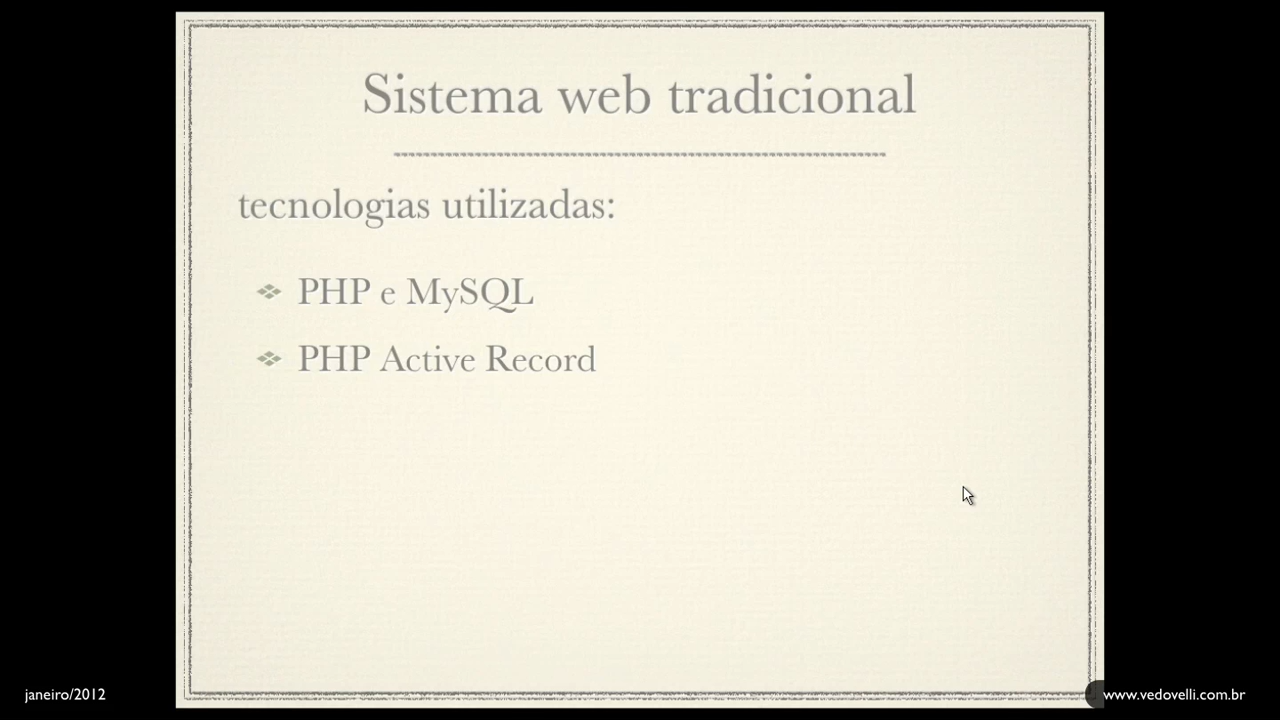 Sistema web tradicional
tecnologias utilizadas:
PHP e MySQL
PHP Active Record
janeiro/2012
www.vedovelli.com.br